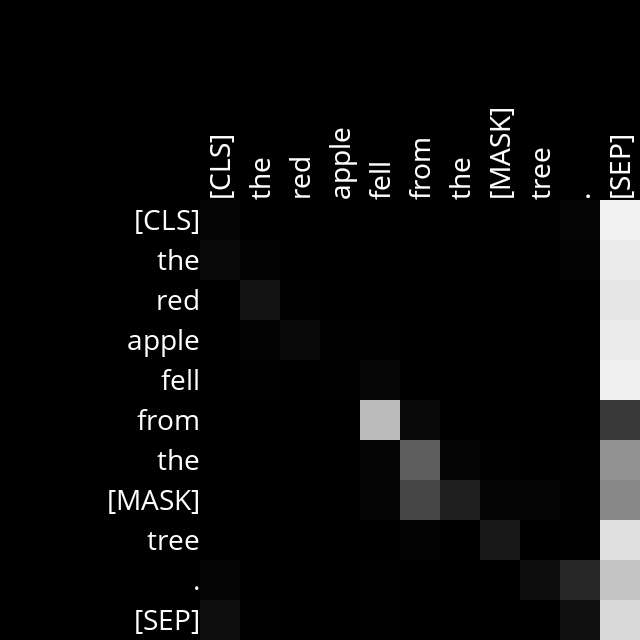 [CLS] the red apple fell from the [MASK] tree . [SEP]
[CLS]
the
red
apple
fell
from
the
[MASK]
tree
.
[SEP]